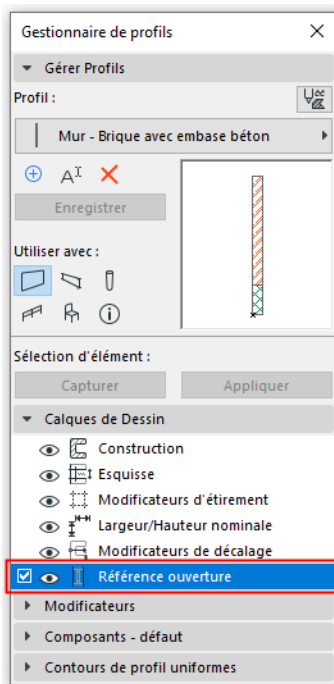 Gestionnaire de profils
Gérer Profils
Profil :
Mur - Brique avec embase béton
Enregistrer
Utiliser avec :
Sélection d'élément :
Capturer Appliquer
Calques de Dessin
Construction
Esquisse
Modificateurs d'étirement
Largeur/Hauteur nominale
Modificateurs de décalage
Référence ouverture
Modificateurs
Composants - défaut
Contours de profil uniformes